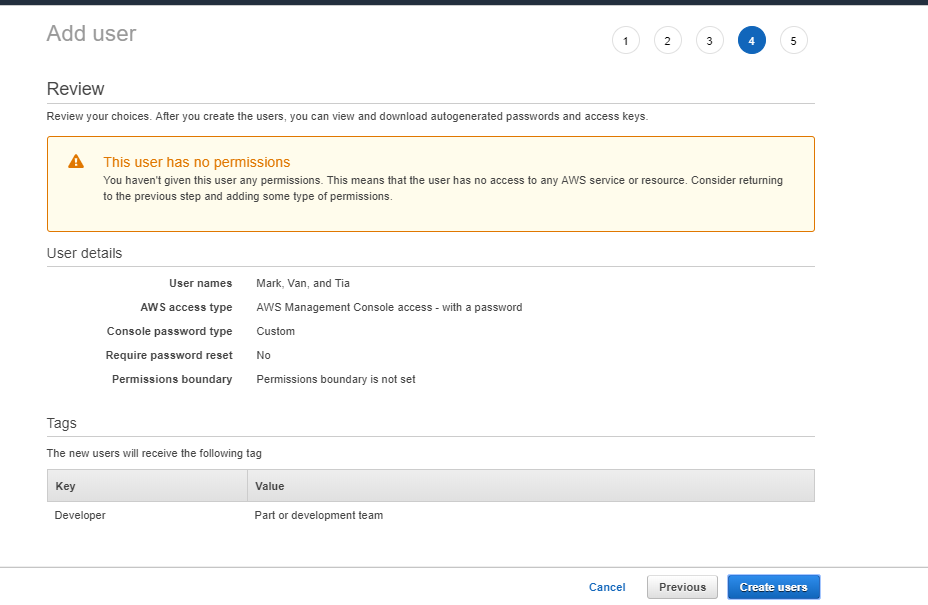 Add user
1 2 3 4 5
Review
Review your choices. After you create the users, you can view and download autogenerated passwords and access keys.
This user has no permissions
You haven't given this user any permissions. This means that the user has no access to any AWS service or resource. Consider returning
to the previous step and adding some type of permissions.
User details
User names Mark, Van, and Tia
AWS access type AWS Management Console access - with a password
Console password type Custom
Require password reset No
Permissions boundary Permissions boundary is not set
Tags
The new users will receive the following tag
Key Value
Developer Part or development team
Cancel Previous Create users